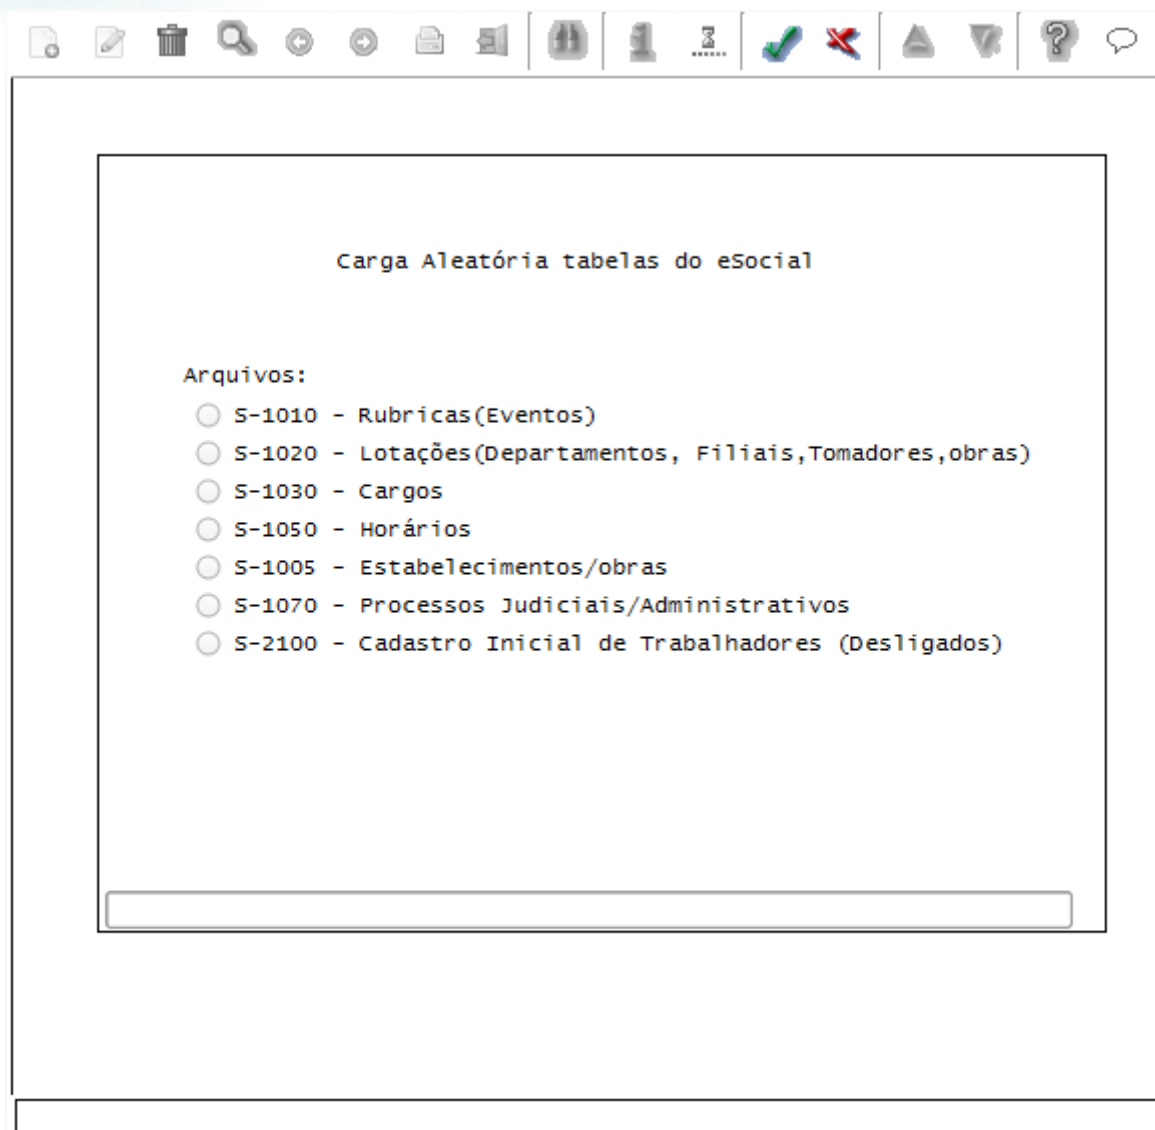 Carga Aleatória tabelas do eSocial
Arquivos:
S-1010 - Rubricas(Eventos)
S-1020 - Lotações(Departamentos, Filiais,Tomadores,obras)
S-1030 - Cargos
S-1050 - Horários
S-1005 - Estabelecimentos/obras
S-1070 - Processos Judiciais/Administrativos
S-2100 - Cadastro Inicial de Trabalhadores (Desligados)